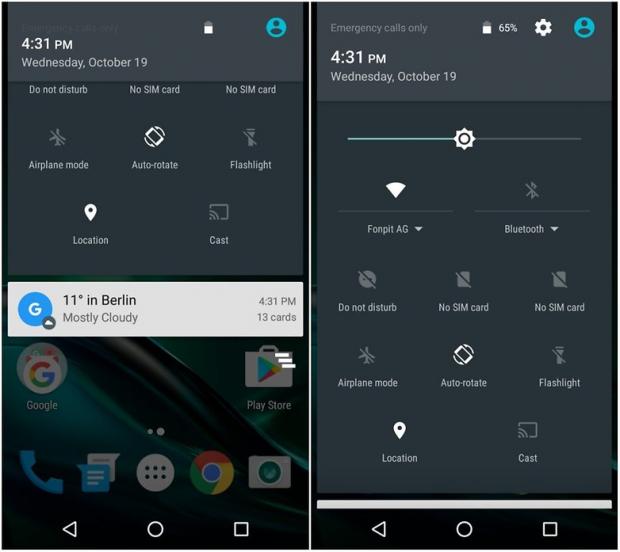 Emergency calls only
4:31 PM
Wednesday, October 19
Do not disturb
No SIM card
No SIM card
Airplane mode
Auto-rotate
Flashlight
Location
Cast
G
11° in Berlin
4:31 PM
Mostly Cloudy
13 cards
G
Google
Play Store
Emergency calls only
65%
4:31 PM
Wednesday, October 19
Fonpit AG
Bluetooth
Do not disturb
No SIM card
No SIM card
Airplane mode
Auto-rotate
Flashlight
Location
Cast